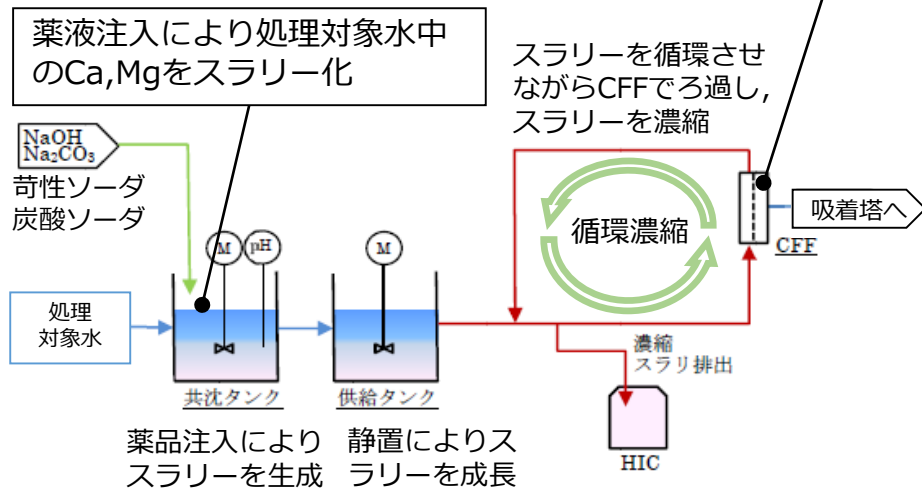 薬液注入により処理対象水中
のCa,Mgをスラリー化
スラリーを循環させ
ながらCFFでろ過し,
スラリーを濃縮
NaOH
Na₂CO₃
苛性ソーダ
炭酸ソーダ
M
pH
M
循環濃縮
吸着塔へ
CFF
処理
対象水
濃縮
スラリ排出
共沈タンク
供給タンク
HIC
薬品注入により
スラリーを生成
静置によりス
ラリーを成長